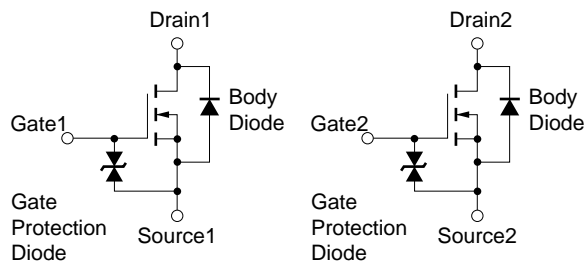 Drain1
Body
Diode
Gate1
Gate
Protection
Diode
Source1
Drain2
Body
Diode
Gate2
Gate
Protection
Diode
Source2